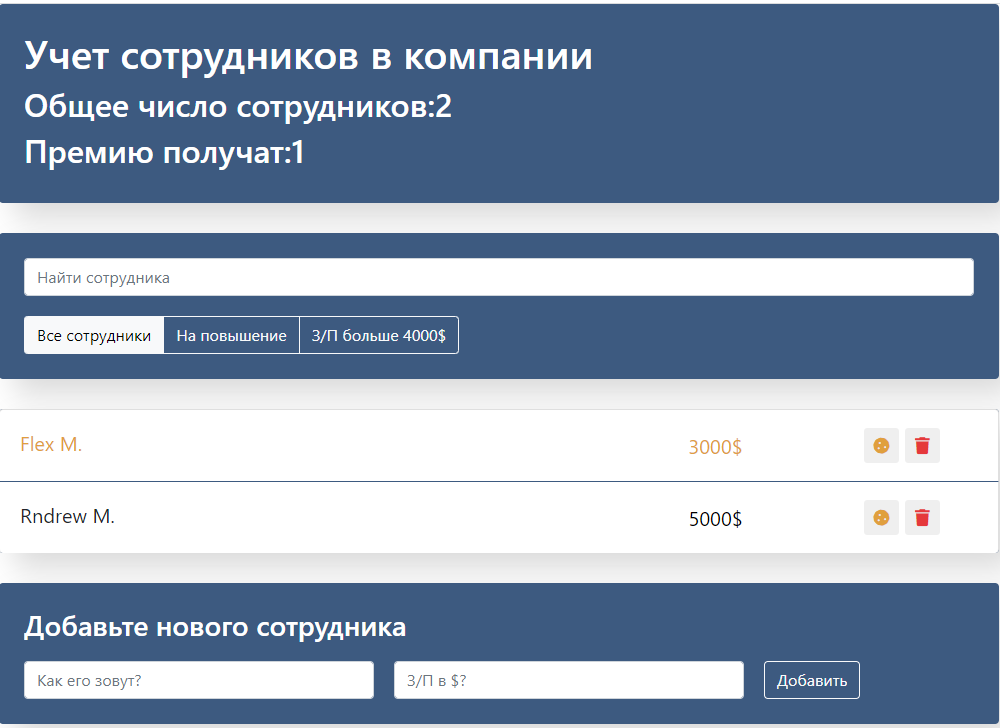 Учет сотрудников в компании
Общее число сотрудников:2
Премию получат:1
Найти сотрудника
Все сотрудники На повышение З/П больше 4000$
Flex M. 3000$
Rndrew M. 5000$
Добавьте нового сотрудника
Как его зовут? З/П в $? Добавить